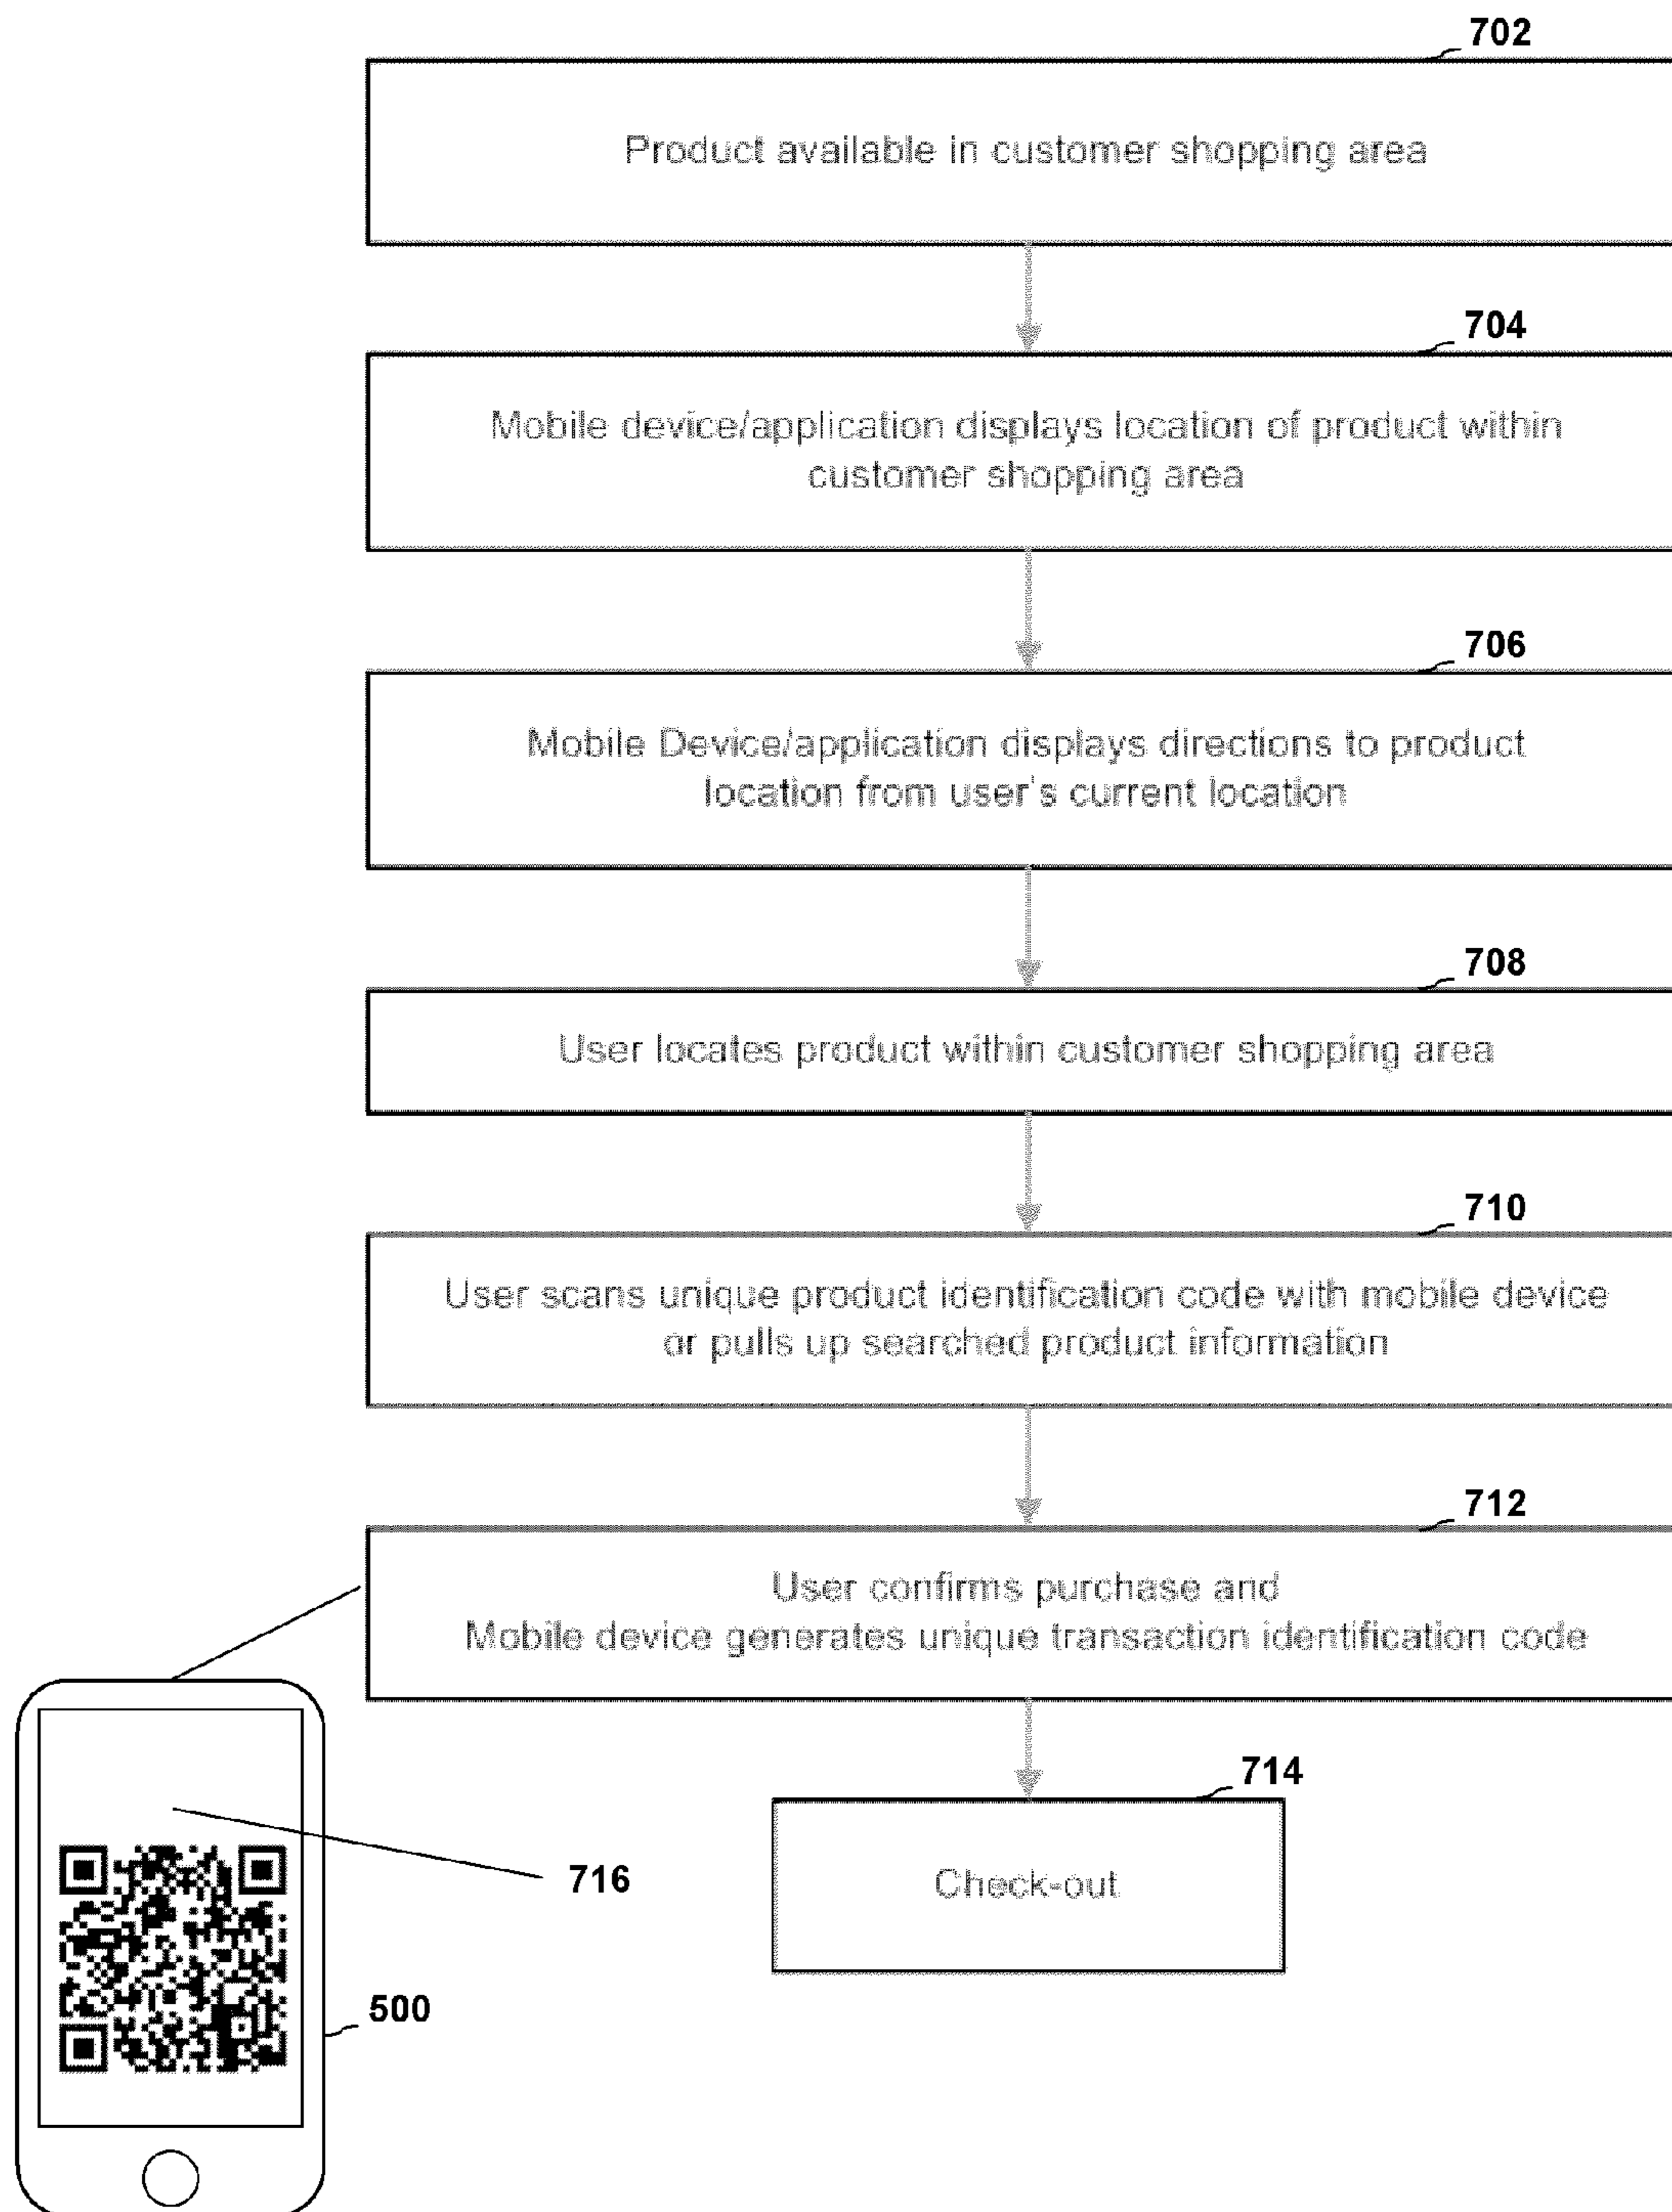 702
Product available in customer shopping area
704
Mobile device/application displays location of product within
customer shopping area
706
Mobile Device/application displays directions to product
location from user's current location
708
User locates product within customer shopping area
710
User scans unique product identification code with mobile device
or pulls up searched product information
712
User confirms purchase and
Mobile device generates unique transaction identification code
714
Check-out
716
500